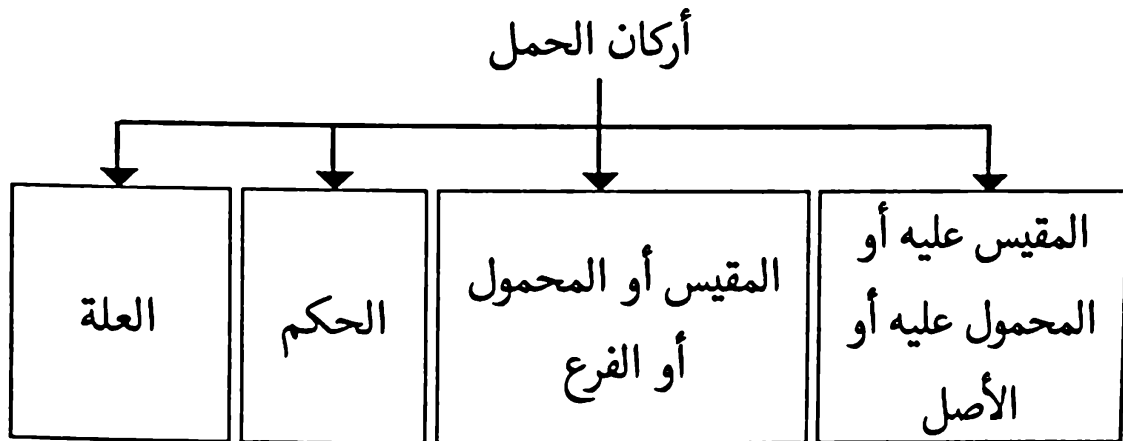 أركان الحمل
المقيس عليه أو
المحمول عليه أو
الأصل
المقيس أو المحمول
أو الفرع
الحكم
العلة